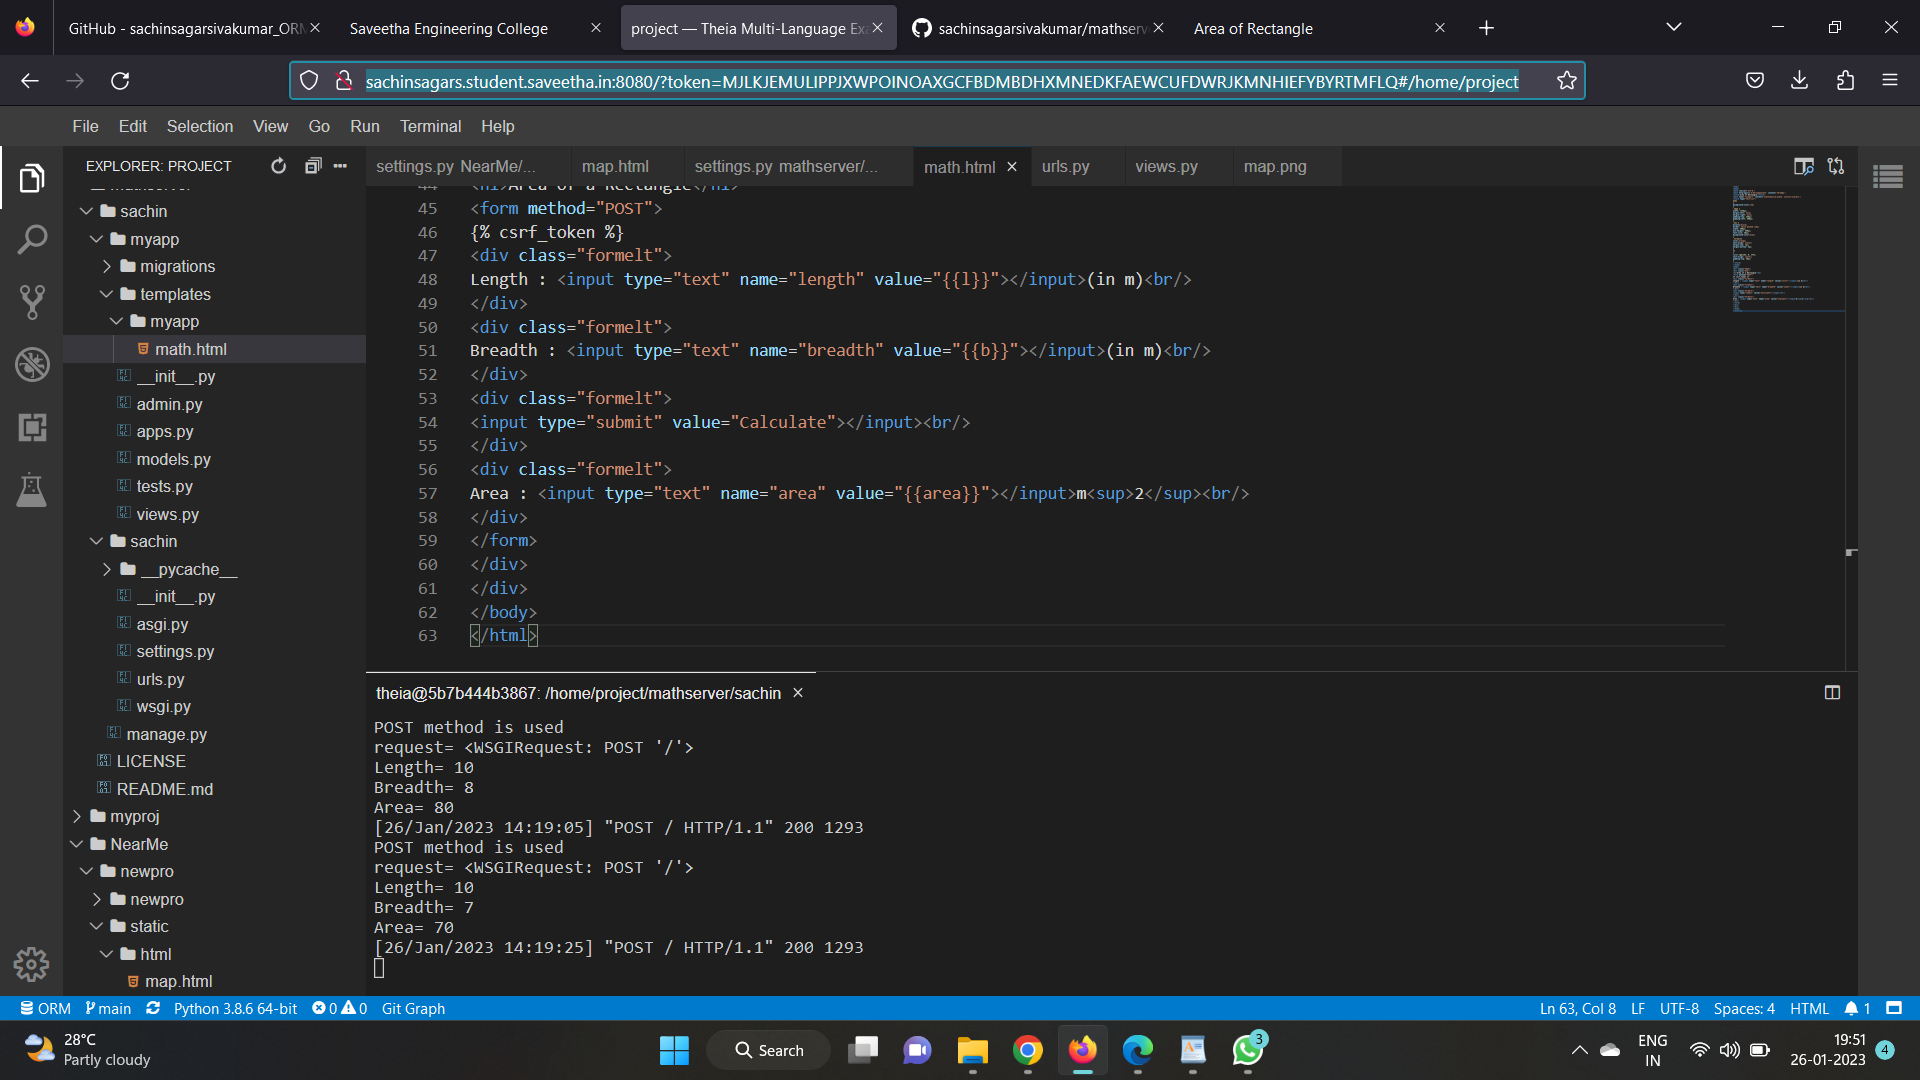 GitHub - sachinsagarsivakumar_ORM
Saveetha Engineering College
project — Theia Multi-Language Exa
sachinsagarsivakumar/mathserv
Area of Rectangle
sachinsagars.student.saveetha.in:8080/?token=MJLKJEMULIPPJXWPOINOAXGCFBDMBDHXMNEDKFAEWCUFDWRJKMNHIEFYBYRTMFLQ#/home/project
File Edit Selection View Go Run Terminal Help
EXPLORER: PROJECT
settings.py NearMe/...
map.html
settings.py mathserver/...
math.html
urls.py
views.py
map.png
mathserver
sachin
myapp
migrations
templates
myapp
math.html
__init__.py
admin.py
apps.py
models.py
tests.py
views.py
sachin
__pycache__
__init__.py
asgi.py
settings.py
urls.py
wsgi.py
manage.py
LICENSE
README.md
myproj
NearMe
newpro
newpro
static
html
map.html
44 <h1>Area of a Rectangle</h1>
45 <form method="POST">
46 {% csrf_token %}
47 <div class="formelt">
48 Length : <input type="text" name="length" value="{{l}}"></input>(in m)<br/>
49 </div>
50 <div class="formelt">
51 Breadth : <input type="text" name="breadth" value="{{b}}"></input>(in m)<br/>
52 </div>
53 <div class="formelt">
54 <input type="submit" value="Calculate"></input><br/>
55 </div>
56 <div class="formelt">
57 Area : <input type="text" name="area" value="{{area}}"></input>m<sup>2</sup><br/>
58 </div>
59 </form>
60 </div>
61 </div>
62 </body>
63 </html>
theia@5b7b444b3867: /home/project/mathserver/sachin
POST method is used
request= <WSGIRequest: POST '/'>
Length= 10
Breadth= 8
Area= 80
[26/Jan/2023 14:19:05] "POST / HTTP/1.1" 200 1293
POST method is used
request= <WSGIRequest: POST '/'>
Length= 10
Breadth= 7
Area= 70
[26/Jan/2023 14:19:25] "POST / HTTP/1.1" 200 1293
ORM main Python 3.8.6 64-bit 0 0 Git Graph
Ln 63, Col 8 LF UTF-8 Spaces: 4 HTML 1
28°C
Partly cloudy
Search
3
ENG
IN
19:51
26-01-2023
4